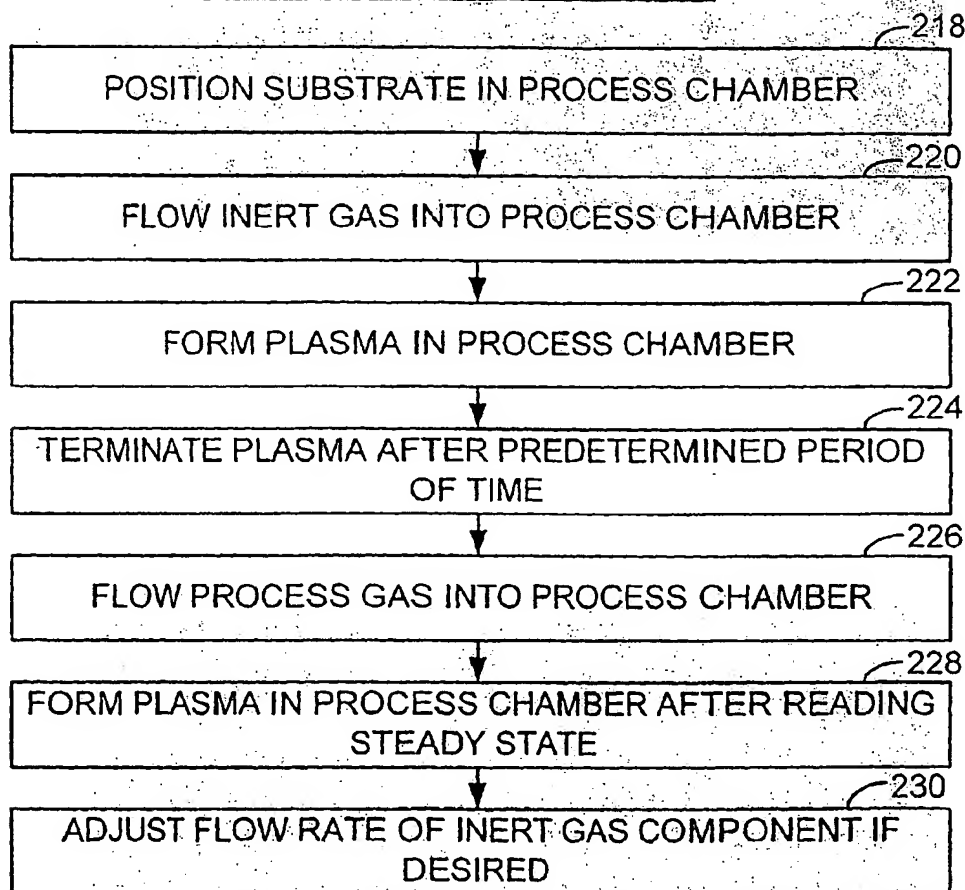 218
POSITION SUBSTRATE IN PROCESS CHAMBER
220
FLOW INERT GAS INTO PROCESS CHAMBER
222
FORM PLASMA IN PROCESS CHAMBER
224
TERMINATE PLASMA AFTER PREDETERMINED PERIOD
OF TIME
226
FLOW PROCESS GAS INTO PROCESS CHAMBER
228
FORM PLASMA IN PROCESS CHAMBER AFTER READING
STEADY STATE
230
ADJUST FLOW RATE OF INERT GAS COMPONENT IF
DESIRED